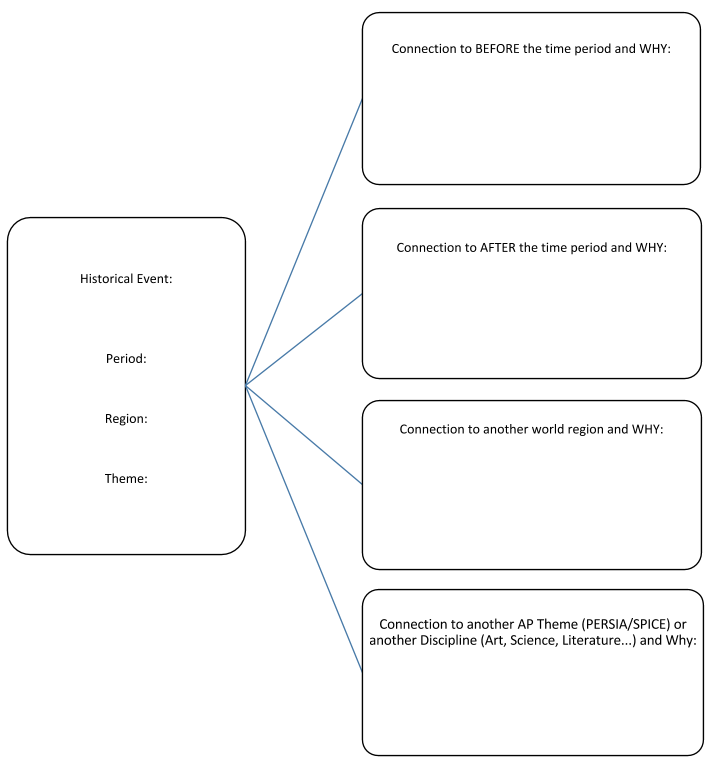 Connection to BEFORE the time period and WHY:
Connection to AFTER the time period and WHY:
Historical Event:
Period:
Region:
Theme:
Connection to another world region and WHY:
Connection to another AP Theme (PERSIA/SPICE) or
another Discipline (Art, Science, Literature...) and Why: